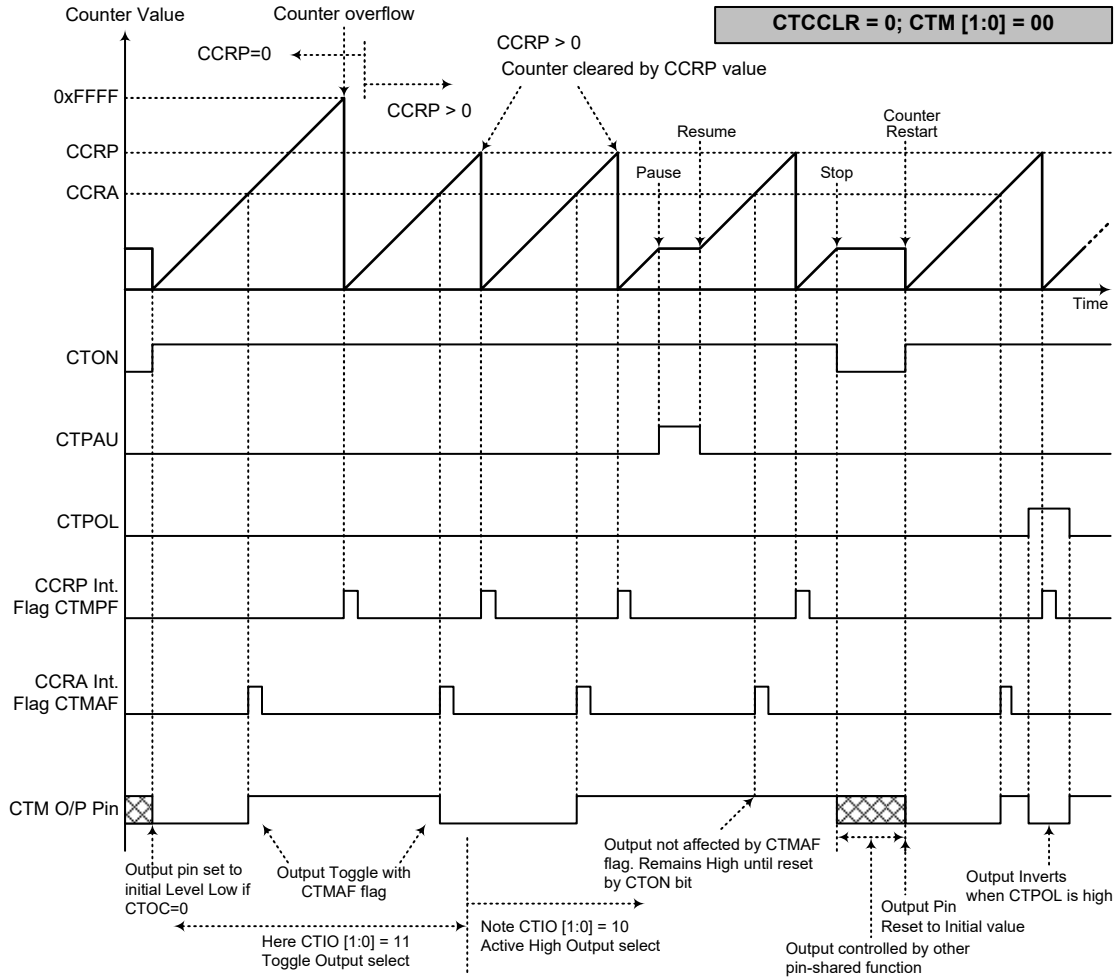 Counter Value
Counter overflow
CTCCLR = 0; CTM [1:0] = 00
CCRP=0
CCRP > 0
Counter cleared by CCRP value
0xFFFF
CCRP > 0
Counter
Restart
Resume
CCRP
Pause
Stop
CCRA
Time
CTON
CTPAU
CTPOL
CCRP Int.
Flag CTMPF
CCRA Int.
Flag CTMAF
CTM O/P Pin
Output pin set to
initial Level Low if
CTOC=0
Output Toggle with
CTMAF flag
Output not affected by CTMAF
flag. Remains High until reset
by CTON bit
Output Inverts
when CTPOL is high
Output Pin
Reset to Initial value
Here CTIO [1:0] = 11
Toggle Output select
Note CTIO [1:0] = 10
Active High Output select
Output controlled by other
pin-shared function